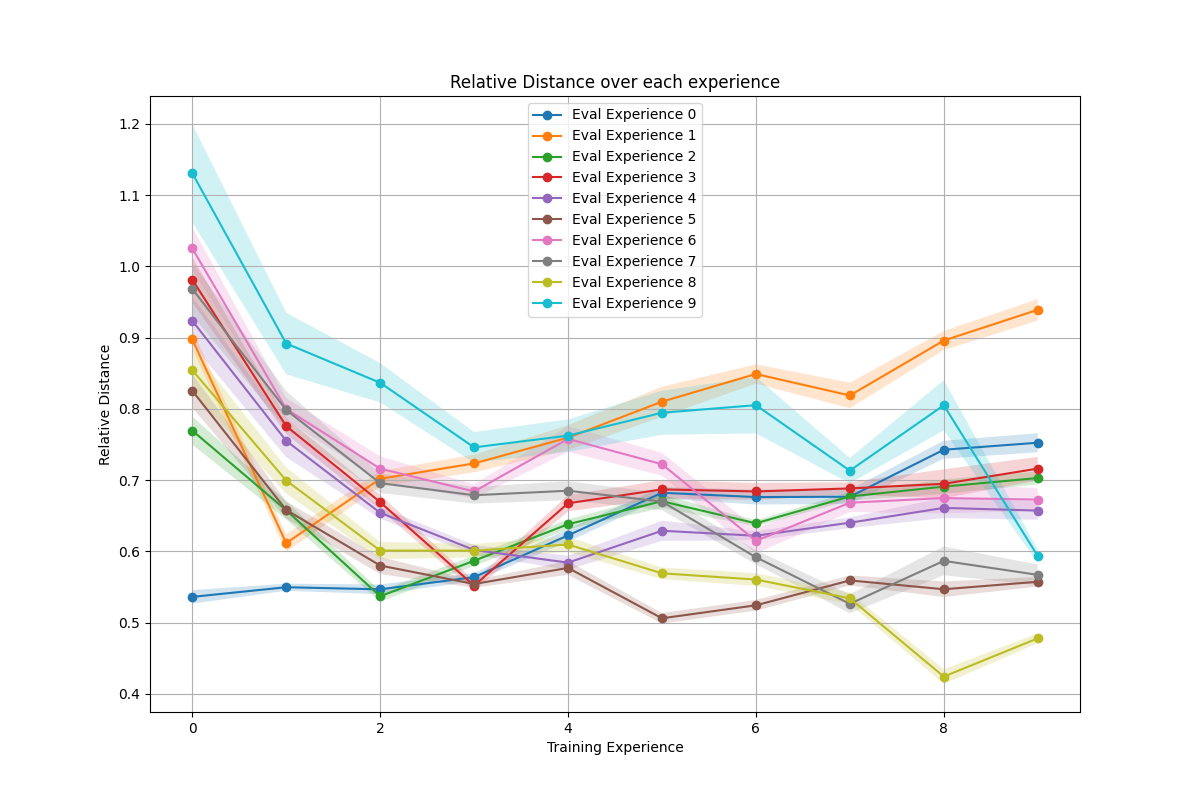 Relative Distance over each experience
Eval Experience 0
Eval Experience 1
Eval Experience 2
Eval Experience 3
Eval Experience 4
Eval Experience 5
Eval Experience 6
Eval Experience 7
Eval Experience 8
Eval Experience 9
Relative Distance
1.2
1.1
1.0
0.9
0.8
0.7
0.6
0.5
0.4
0 2 4 6 8
Training Experience